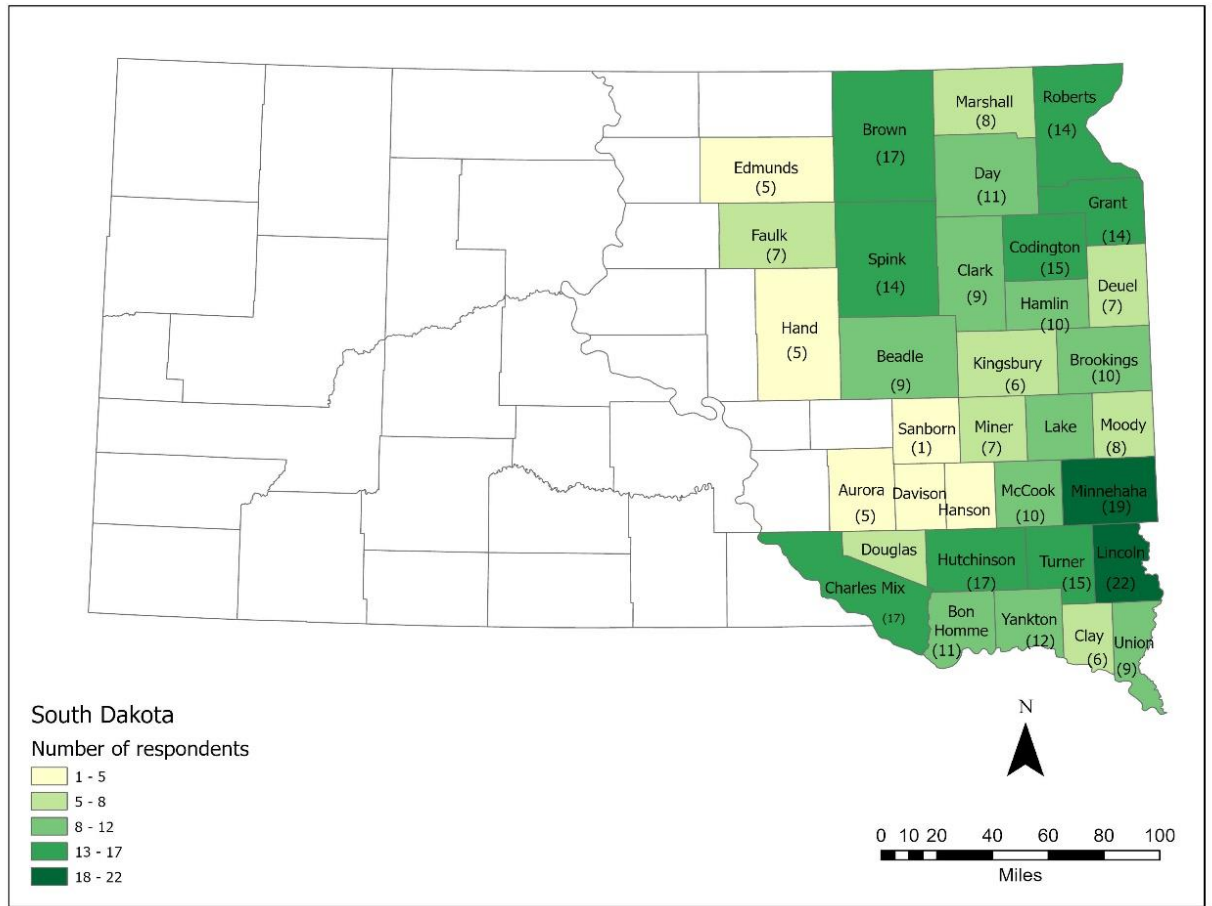 Marshall
(8)
Roberts
(14)
Brown
(17)
Edmunds
(5)
Day
(11)
Grant
(14)
Faulk
(7)
Codington
(15)
Spink
(14)
Clark
(9)
Deuel
(7)
Hamlin
(10)
Hand
(5)
Beadle
(9)
Kingsbury
(6)
Brookings
(10)
Sanborn
(1)
Miner
(7)
Lake
Moody
(8)
Aurora
(5)
Davison
Hanson
McCook
(10)
Minnehaha
(19)
Douglas
Hutchinson
(17)
Turner
(15)
Lincoln
(22)
Charles Mix
(17)
Bon
Homme
(11)
Yankton
(12)
Clay
(6)
Union
(9)
South Dakota
Number of respondents
1 - 5
5 - 8
8 - 12
13 - 17
18 - 22
N
0 10 20 40 60 80 100
Miles